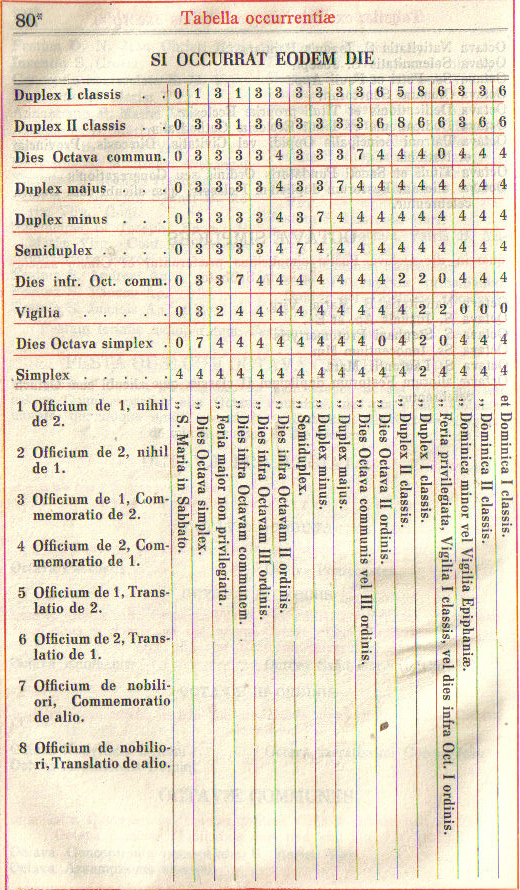 80*
Tabella occurrentiæ
SI OCCURRAT EODEM DIE
Duplex I classis . . 0 1 3 1 3 3 3 3 3 3 6 5 8 6 3 3 6
Duplex II classis . 0 3 3 1 3 6 3 3 3 3 6 8 6 6 3 6 6
Dies Octava commun. 0 3 3 3 3 4 3 3 3 7 4 4 4 0 4 4 4
Duplex majus . . . 0 3 3 3 3 4 3 3 7 4 4 4 4 4 4 4 4
Duplex minus . . . 0 3 3 3 3 4 3 7 4 4 4 4 4 4 4 4 4
Semiduplex . . . . 0 3 3 3 3 4 7 4 4 4 4 4 4 4 4 4 4
Dies infr. Oct. comm. 0 3 3 7 4 4 4 4 4 4 4 2 2 0 4 4 4
Vigilia . . . . . 0 3 2 4 4 4 4 4 4 4 4 4 2 2 0 0 0
Dies Octava simplex . 0 7 4 4 4 4 4 4 4 4 0 4 2 0 4 4 4
Simplex . . . . . . 4 4 4 4 4 4 4 4 4 4 4 4 2 4 4 4 4
1 Officium de 1, nihil
de 2.
2 Officium de 2, nihil
de 1.
3 Officium de 1, Com-
memoratio de 2.
4 Officium de 2, Com-
memoratio de 1.
5 Officium de 1, Trans-
latio de 2.
6 Officium de 2, Trans-
latio de 1.
7 Officium de nobili-
ori, Commemoratio
de alio.
8 Officium de nobilio-
ri, Translatio de alio.
et Dominica I classis.
,, Dominica II classis.
,, Dominica minor vel Vigilia Epiphaniæ.
,, Feria privilegiata, Vigilia I classis, vel dies infra Oct. I ordinis.
,, Duplex I classis.
,, Duplex II classis.
,, Dies Octava II ordinis.
,, Dies Octava communis vel III ordinis.
,, Duplex majus.
,, Duplex minus.
,, Semiduplex.
,, Dies infra Octavam II ordinis.
,, Dies infra Octavam III ordinis.
,, Dies infra Octavam communem.
,, Feria major non privilegiata.
,, Dies Octava simplex.
,, S. Maria in Sabbato.